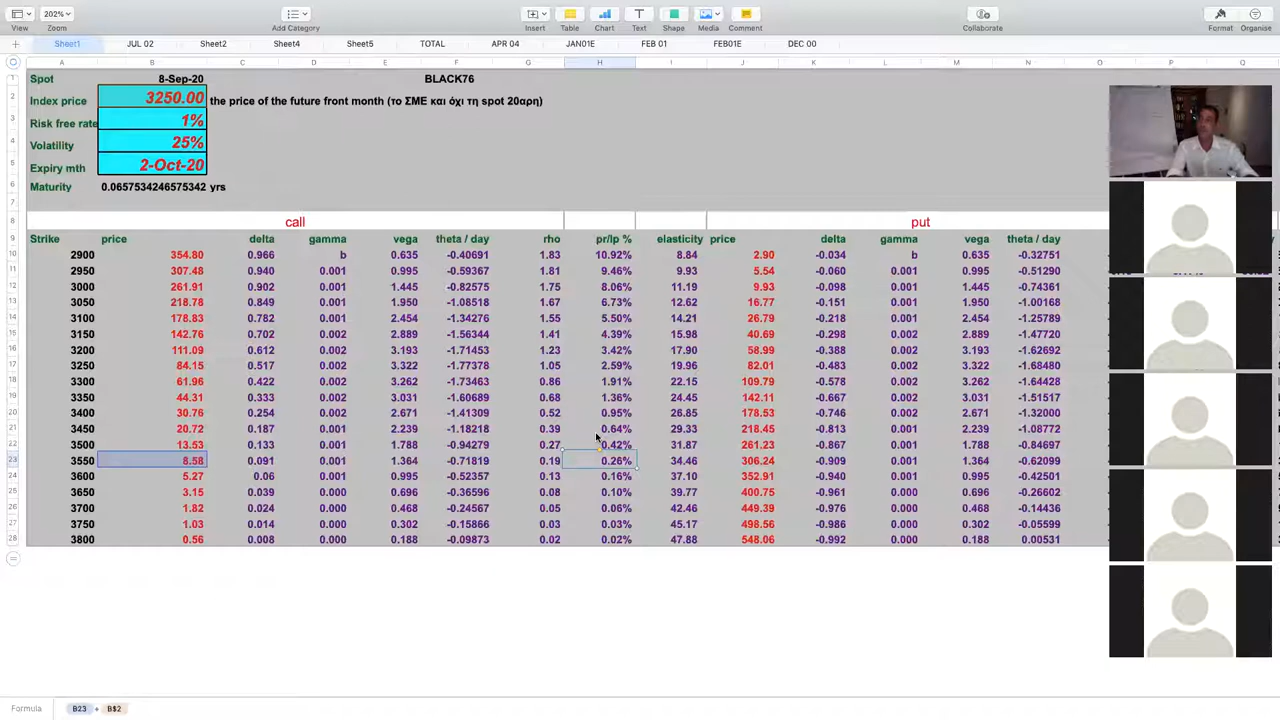 202%
View Zoom Add Category Insert Table Chart Text Shape Media Comment Collaborate Format Organise
Sheet1 JUL 02 Sheet2 Sheet4 Sheet5 TOTAL APR 04 JAN01E FEB 01 FEB01E DEC 00
A B C D E F G H I J K L M N O P Q
1 Spot 8-Sep-20 BLACK76
2 Index price 3250.00 the price of the future front month (το ΣΜΕ και όχι τη spot 20αρη)
3 Risk free rate 1%
4 Volatility 25%
5 Expiry mth 2-Oct-20
6 Maturity 0.0657534246575342 yrs
7
8 call put
9 Strike price delta gamma vega theta / day rho pr/Ip % elasticity price delta gamma vega theta / day
10 2900 354.80 0.966 b 0.635 -0.40691 1.83 10.92% 8.84 2.90 -0.034 b 0.635 -0.32751
11 2950 307.48 0.940 0.001 0.995 -0.59367 1.81 9.46% 9.93 5.54 -0.060 0.001 0.995 -0.51290
12 3000 261.91 0.902 0.001 1.445 -0.82575 1.75 8.06% 11.19 9.93 -0.098 0.001 1.445 -0.74361
13 3050 218.78 0.849 0.001 1.950 -1.08518 1.67 6.73% 12.62 16.77 -0.151 0.001 1.950 -1.00168
14 3100 178.83 0.782 0.001 2.454 -1.34276 1.55 5.50% 14.21 26.79 -0.218 0.001 2.454 -1.25789
15 3150 142.76 0.702 0.002 2.889 -1.56344 1.41 4.39% 15.98 40.69 -0.298 0.002 2.889 -1.47720
16 3200 111.09 0.612 0.002 3.193 -1.71453 1.23 3.42% 17.90 58.99 -0.388 0.002 3.193 -1.62692
17 3250 84.15 0.517 0.002 3.322 -1.77378 1.05 2.59% 19.96 82.01 -0.483 0.002 3.322 -1.68480
18 3300 61.96 0.422 0.002 3.262 -1.73463 0.86 1.91% 22.15 109.79 -0.578 0.002 3.262 -1.64428
19 3350 44.31 0.333 0.002 3.031 -1.60689 0.68 1.36% 24.45 142.11 -0.667 0.002 3.031 -1.51517
20 3400 30.76 0.254 0.002 2.671 -1.41309 0.52 0.95% 26.85 178.53 -0.746 0.002 2.671 -1.32000
21 3450 20.72 0.187 0.001 2.239 -1.18218 0.39 0.64% 29.33 218.45 -0.813 0.001 2.239 -1.08772
22 3500 13.53 0.133 0.001 1.788 -0.94279 0.27 0.42% 31.87 261.23 -0.867 0.001 1.788 -0.84697
23 3550 8.58 0.091 0.001 1.364 -0.71819 0.19 0.26% 34.46 306.24 -0.909 0.001 1.364 -0.62099
24 3600 5.27 0.06 0.001 0.995 -0.52357 0.13 0.16% 37.10 352.91 -0.940 0.001 0.995 -0.42501
25 3650 3.15 0.039 0.000 0.696 -0.36596 0.08 0.10% 39.77 400.75 -0.961 0.000 0.696 -0.26602
26 3700 1.82 0.024 0.000 0.468 -0.24567 0.05 0.06% 42.46 449.39 -0.976 0.000 0.468 -0.14436
27 3750 1.03 0.014 0.000 0.302 -0.15866 0.03 0.03% 45.17 498.56 -0.986 0.000 0.302 -0.05599
28 3800 0.56 0.008 0.000 0.188 -0.09873 0.02 0.02% 47.88 548.06 -0.992 0.000 0.188 0.00531
Formula B23 ÷ B$2